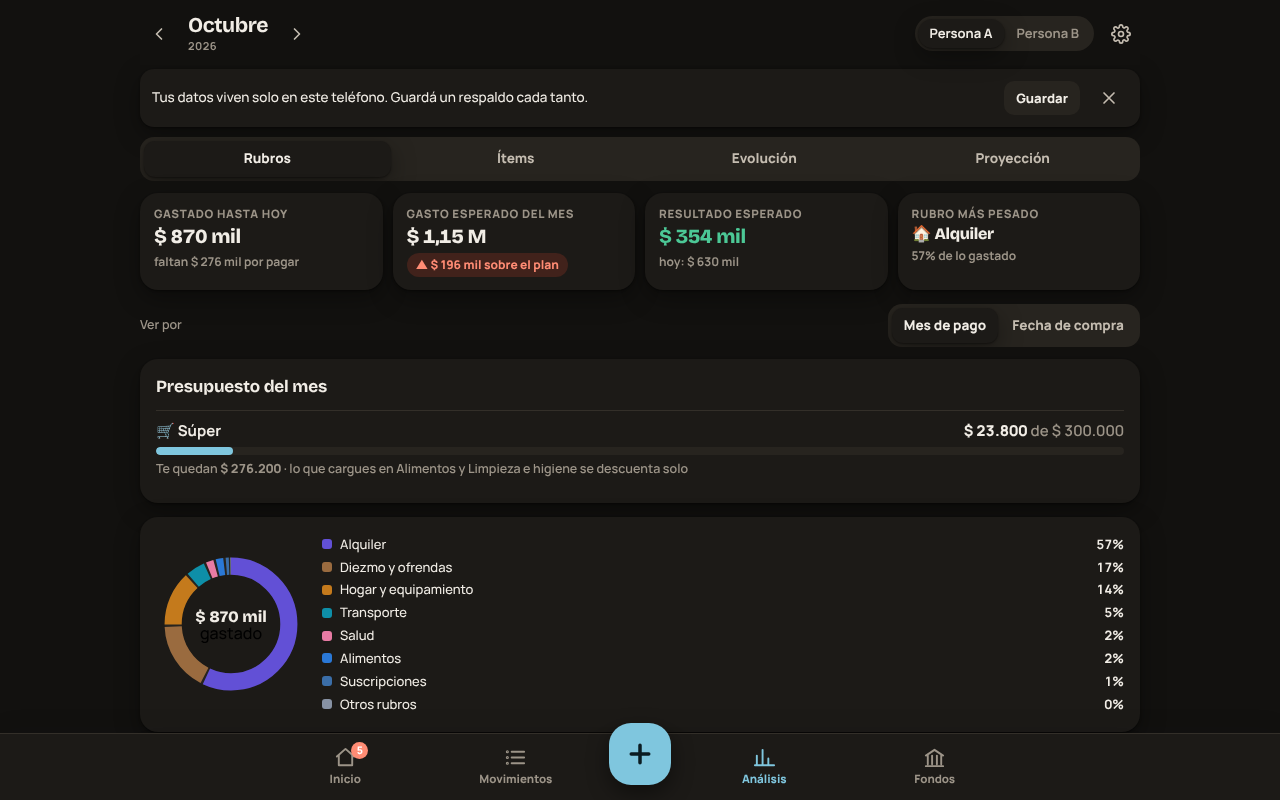 Octubre
2026
Persona A
Persona B
Tus datos viven solo en este teléfono. Guardá un respaldo cada tanto.
Guardar
Rubros
Ítems
Evolución
Proyección
GASTADO HASTA HOY
$ 870 mil
faltan $ 276 mil por pagar
GASTO ESPERADO DEL MES
$ 1,15 M
▲ $ 196 mil sobre el plan
RESULTADO ESPERADO
$ 354 mil
hoy: $ 630 mil
RUBRO MÁS PESADO
🏠 Alquiler
57% de lo gastado
Ver por
Mes de pago
Fecha de compra
Presupuesto del mes
🛒 Súper
$ 23.800 de $ 300.000
Te quedan $ 276.200 · lo que cargues en Alimentos y Limpieza e higiene se descuenta solo
$ 870 mil
gastado
Alquiler 57%
Diezmo y ofrendas 17%
Hogar y equipamiento 14%
Transporte 5%
Salud 2%
Alimentos 2%
Suscripciones 1%
Otros rubros 0%
5
Inicio
Movimientos
+
Análisis
Fondos